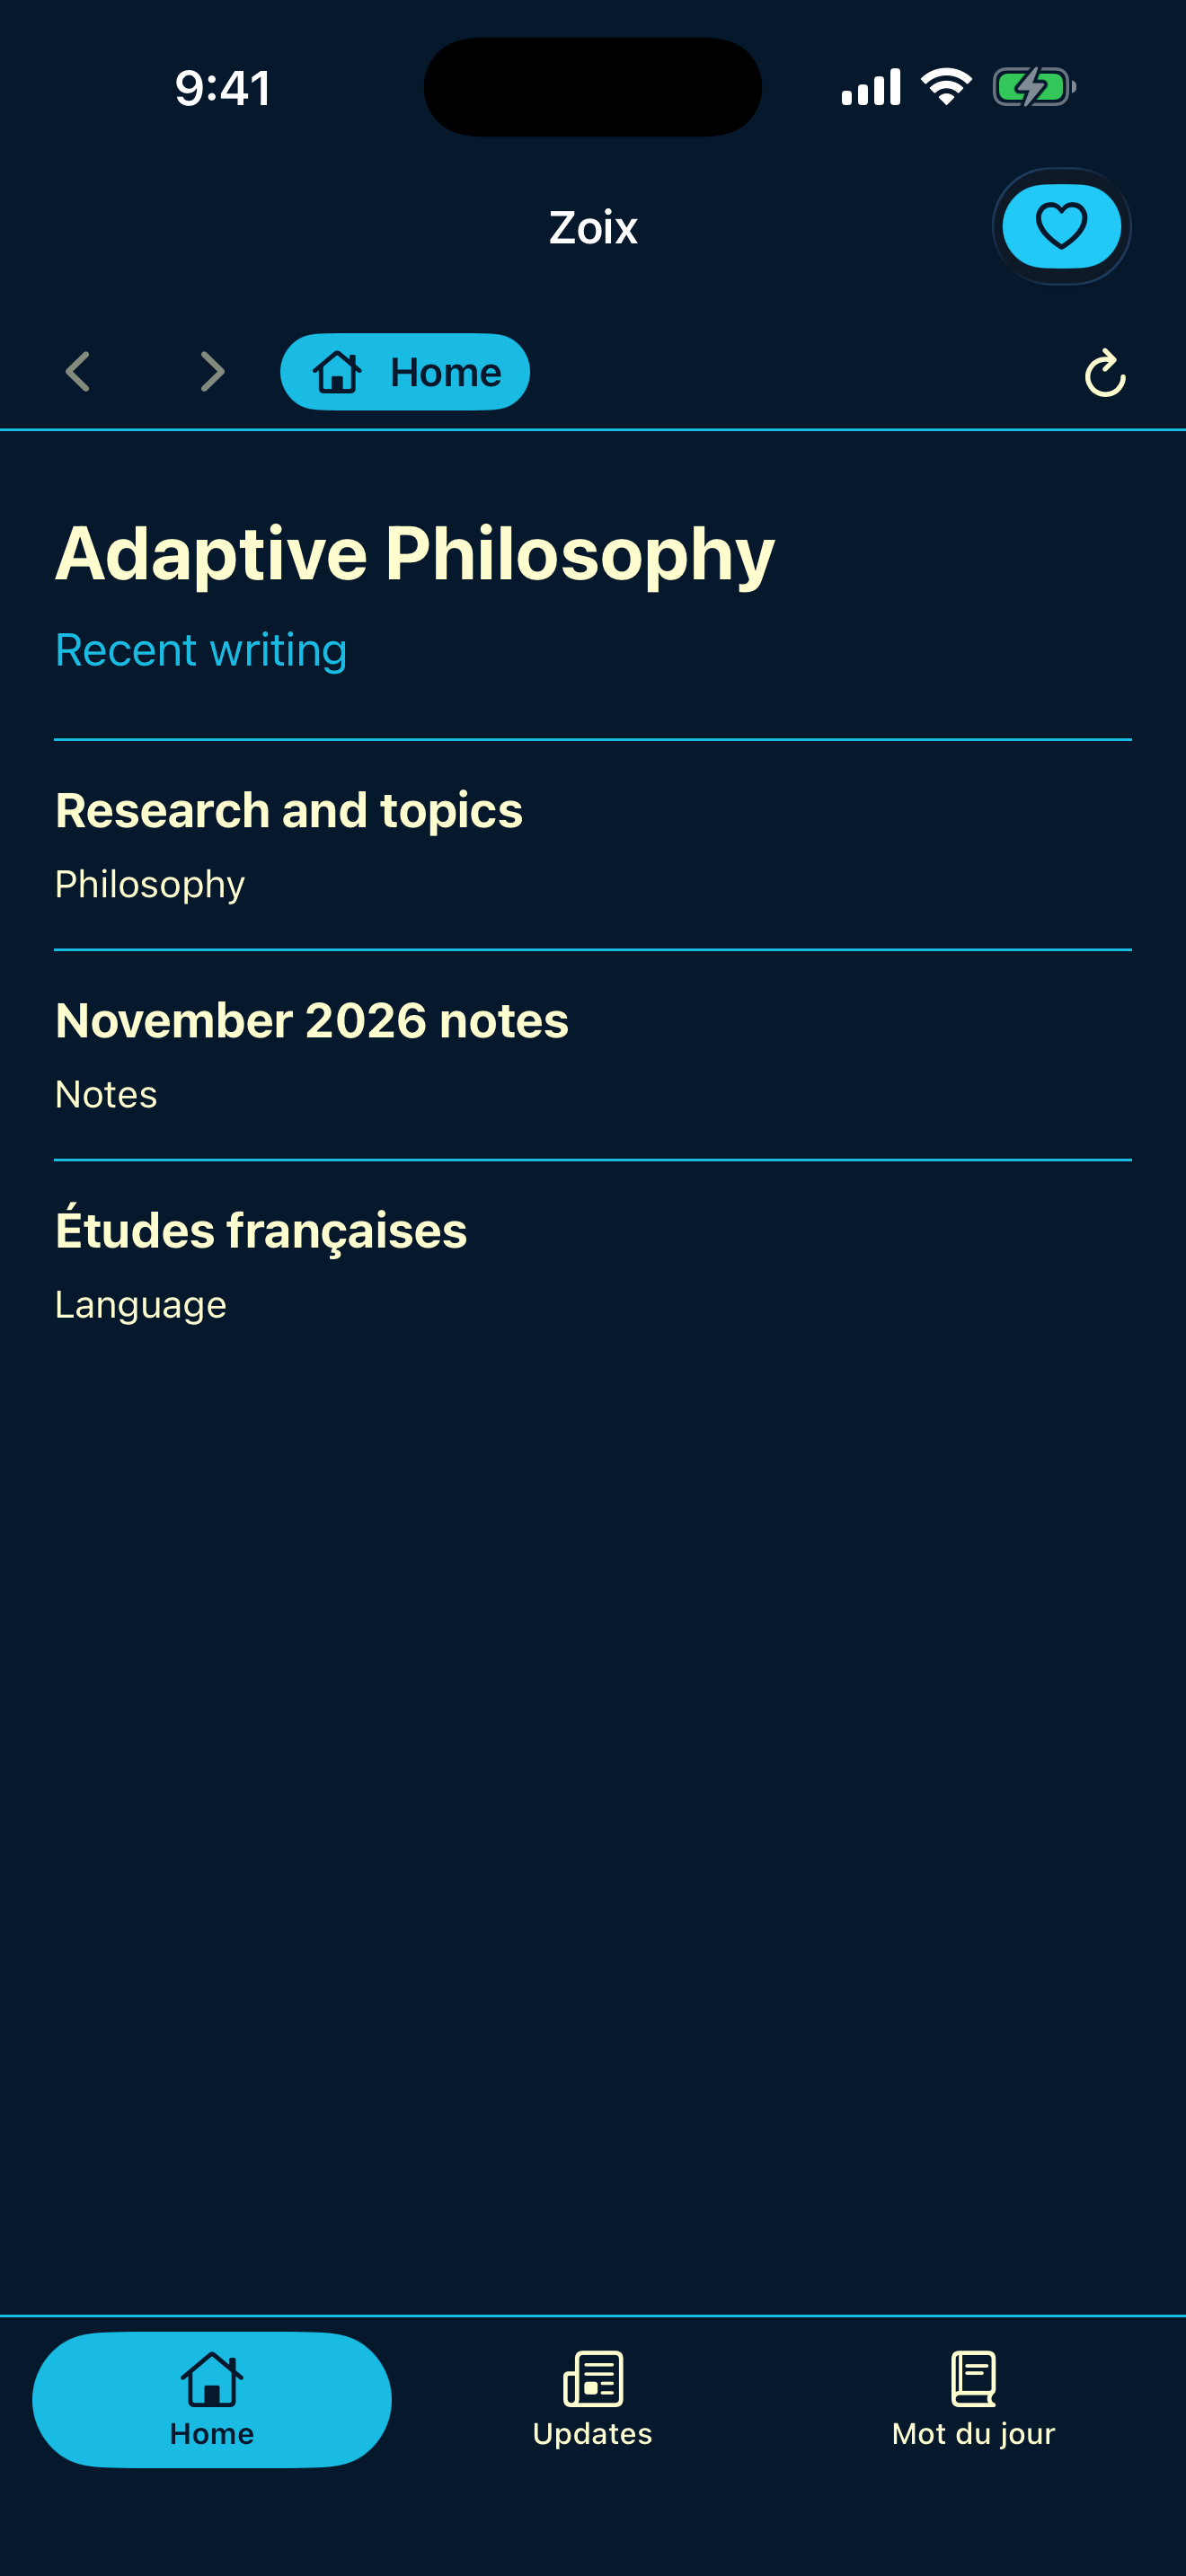 9:41
Zoix
Home
Adaptive Philosophy
Recent writing
Research and topics
Philosophy
November 2026 notes
Notes
Études françaises
Language
Home
Updates
Mot du jour